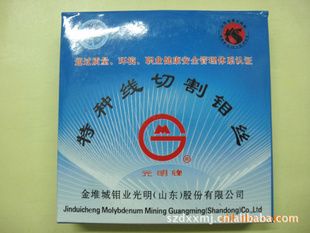 通过质量、环境、职业健康安全管理体系认证
特种线切割钼丝
光明牌
金堆城钼业光明(山东)股份有限公司
Jinduicheng Molybdenum Mining Guangming(Shandong)Co.,Ltd
szdxxmj.cn.alibaba.com